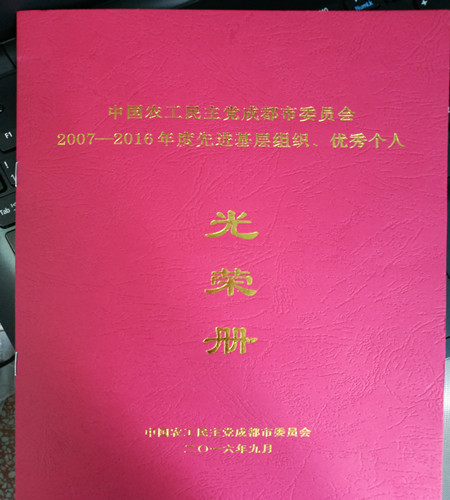 中国农工民主党成都市委员会
2007—2016年度先进基层组织、优秀个人
光
荣
册
中国农工民主党成都市委员会
二〇一六年九月
Tab